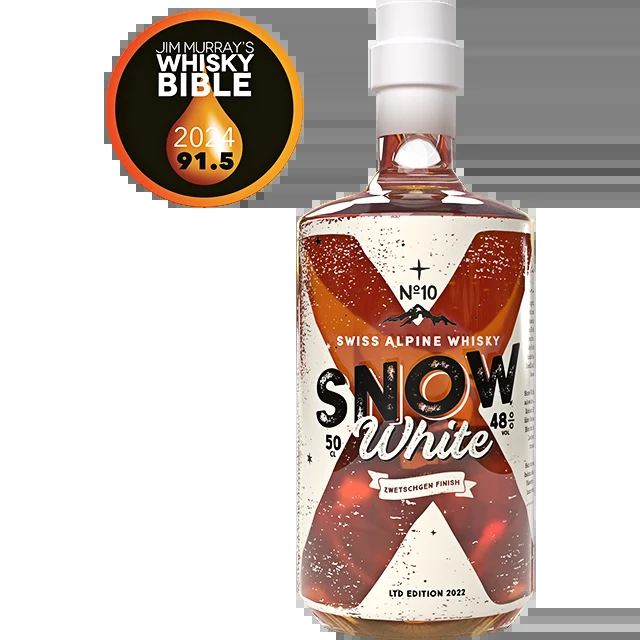 JIM MURRAY'S
WHISKY
BIBLE
2024
91.5
Nº10
SWISS ALPINE WHISKY
SNOW
White
50
CL
48%
VOL
ZWETSCHGEN FINISH
LTD EDITION 2022